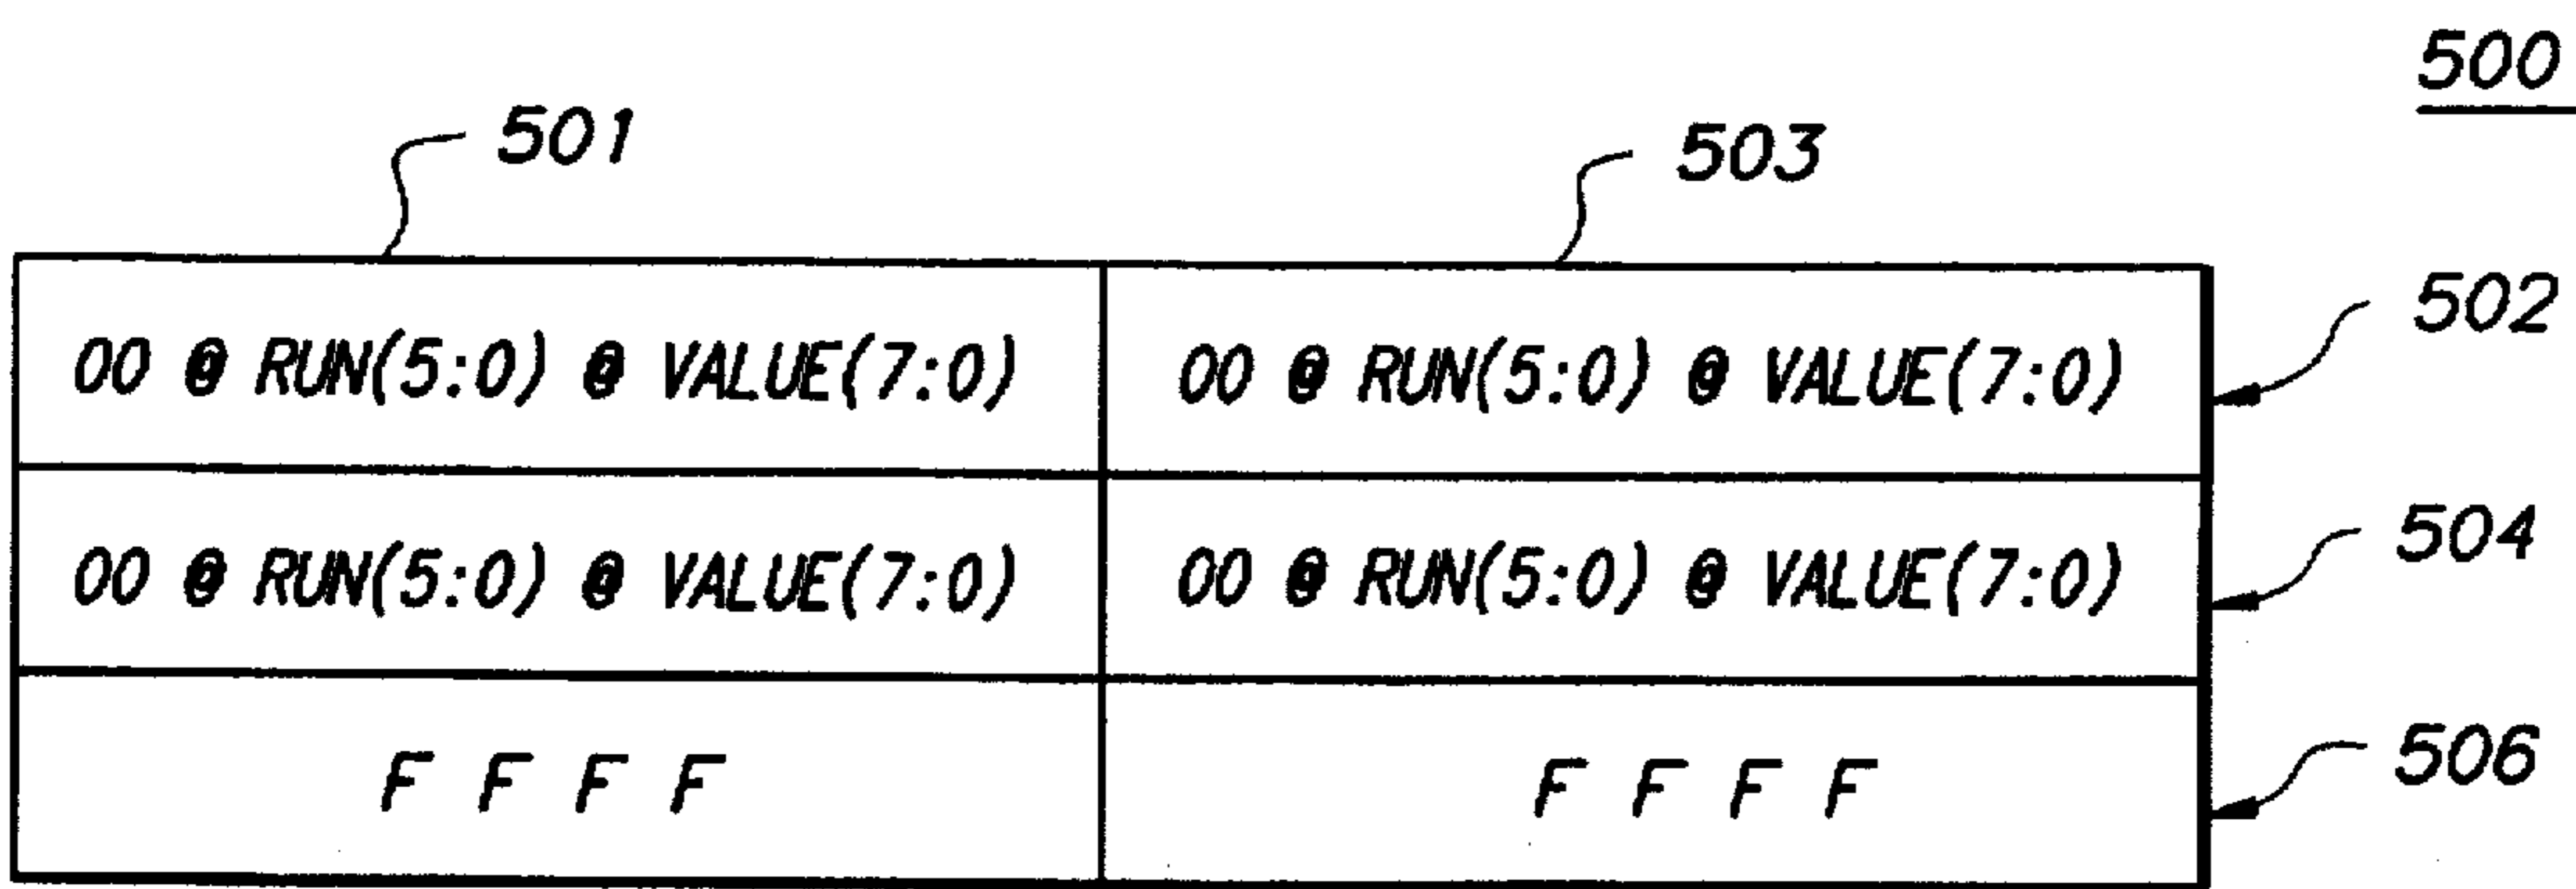 500
501 503
00 @ RUN(5:0) @ VALUE(7:0) 00 @ RUN(5:0) @ VALUE(7:0) 502
00 @ RUN(5:0) @ VALUE(7:0) 00 @ RUN(5:0) @ VALUE(7:0) 504
F F F F F F F F 506